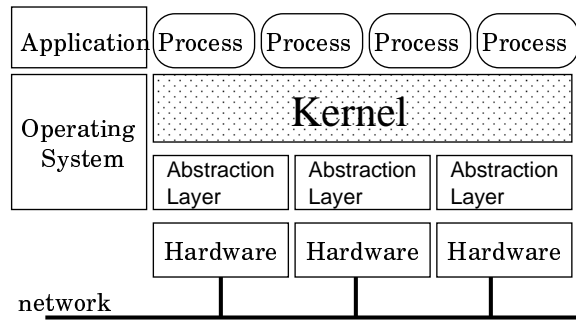 Application Process Process Process Process
Operating
System
Kernel
Abstraction
Layer
Abstraction
Layer
Abstraction
Layer
Hardware Hardware Hardware
network